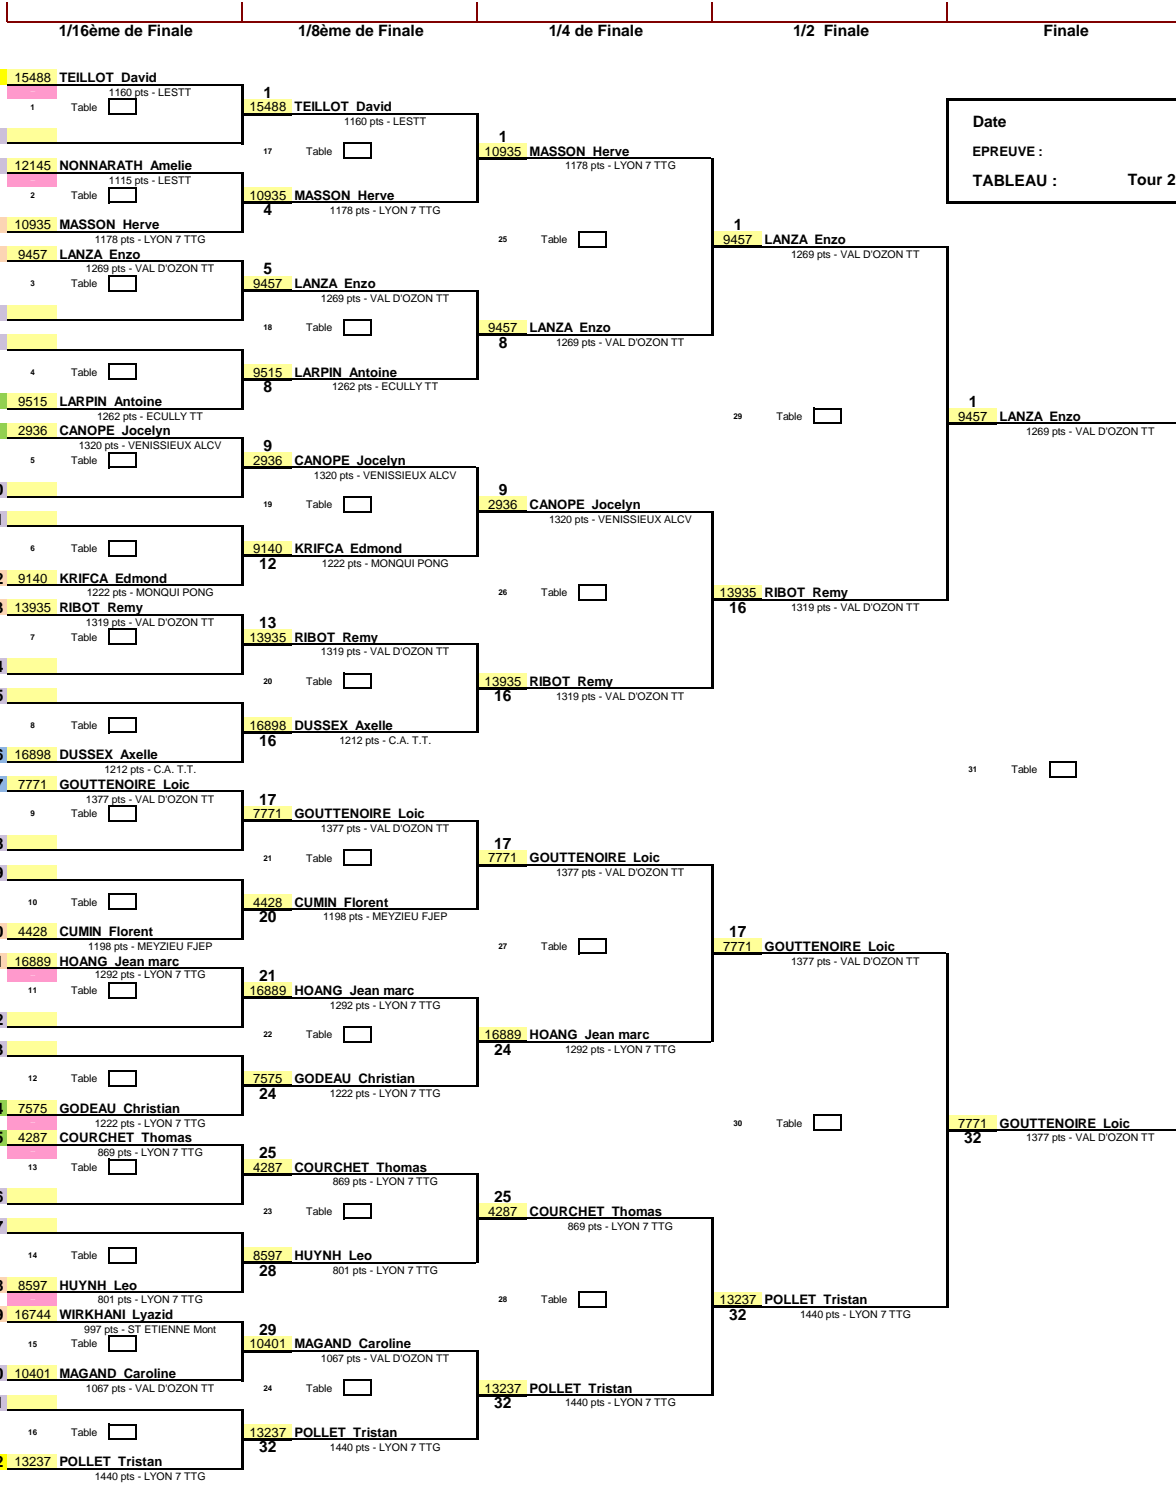 1/16ème de Finale
1/8ème de Finale
1/4 de Finale
1/2 Finale
Finale
Date
EPREUVE :
TABLEAU : Tour 2
15488 TEILLOT David
1160 pts - LESTT
1 Table
12145 NONNARATH Amelie
1115 pts - LESTT
2 Table
10935 MASSON Herve
1178 pts - LYON 7 TTG
9457 LANZA Enzo
1269 pts - VAL D'OZON TT
3 Table
4 Table
9515 LARPIN Antoine
1262 pts - ECULLY TT
2936 CANOPE Jocelyn
1320 pts - VENISSIEUX ALCV
5 Table
6 Table
9140 KRIFCA Edmond
1222 pts - MONQUI PONG
13935 RIBOT Remy
1319 pts - VAL D'OZON TT
7 Table
8 Table
16898 DUSSEX Axelle
1212 pts - C.A. T.T.
7771 GOUTTENOIRE Loic
1377 pts - VAL D'OZON TT
9 Table
10 Table
4428 CUMIN Florent
1198 pts - MEYZIEU FJEP
16889 HOANG Jean marc
1292 pts - LYON 7 TTG
11 Table
12 Table
7575 GODEAU Christian
1222 pts - LYON 7 TTG
4287 COURCHET Thomas
869 pts - LYON 7 TTG
13 Table
14 Table
8597 HUYNH Leo
801 pts - LYON 7 TTG
16744 WIRKHANI Lyazid
997 pts - ST ETIENNE Mont
15 Table
10401 MAGAND Caroline
1067 pts - VAL D'OZON TT
16 Table
13237 POLLET Tristan
1440 pts - LYON 7 TTG
1
15488 TEILLOT David
1160 pts - LESTT
17 Table
10935 MASSON Herve
4 1178 pts - LYON 7 TTG
5
9457 LANZA Enzo
1269 pts - VAL D'OZON TT
18 Table
9515 LARPIN Antoine
8 1262 pts - ECULLY TT
9
2936 CANOPE Jocelyn
1320 pts - VENISSIEUX ALCV
19 Table
9140 KRIFCA Edmond
12 1222 pts - MONQUI PONG
13
13935 RIBOT Remy
1319 pts - VAL D'OZON TT
20 Table
16898 DUSSEX Axelle
16 1212 pts - C.A. T.T.
17
7771 GOUTTENOIRE Loic
1377 pts - VAL D'OZON TT
21 Table
4428 CUMIN Florent
20 1198 pts - MEYZIEU FJEP
21
16889 HOANG Jean marc
1292 pts - LYON 7 TTG
22 Table
7575 GODEAU Christian
24 1222 pts - LYON 7 TTG
25
4287 COURCHET Thomas
869 pts - LYON 7 TTG
23 Table
8597 HUYNH Leo
28 801 pts - LYON 7 TTG
29
10401 MAGAND Caroline
1067 pts - VAL D'OZON TT
24 Table
13237 POLLET Tristan
32 1440 pts - LYON 7 TTG
1
10935 MASSON Herve
1178 pts - LYON 7 TTG
25 Table
9457 LANZA Enzo
8 1269 pts - VAL D'OZON TT
9
2936 CANOPE Jocelyn
1320 pts - VENISSIEUX ALCV
26 Table
13935 RIBOT Remy
16 1319 pts - VAL D'OZON TT
17
7771 GOUTTENOIRE Loic
1377 pts - VAL D'OZON TT
27 Table
16889 HOANG Jean marc
24 1292 pts - LYON 7 TTG
25
4287 COURCHET Thomas
869 pts - LYON 7 TTG
28 Table
13237 POLLET Tristan
32 1440 pts - LYON 7 TTG
1
9457 LANZA Enzo
1269 pts - VAL D'OZON TT
29 Table
13935 RIBOT Remy
16 1319 pts - VAL D'OZON TT
17
7771 GOUTTENOIRE Loic
1377 pts - VAL D'OZON TT
30 Table
13237 POLLET Tristan
32 1440 pts - LYON 7 TTG
1
9457 LANZA Enzo
1269 pts - VAL D'OZON TT
31 Table
7771 GOUTTENOIRE Loic
32 1377 pts - VAL D'OZON TT